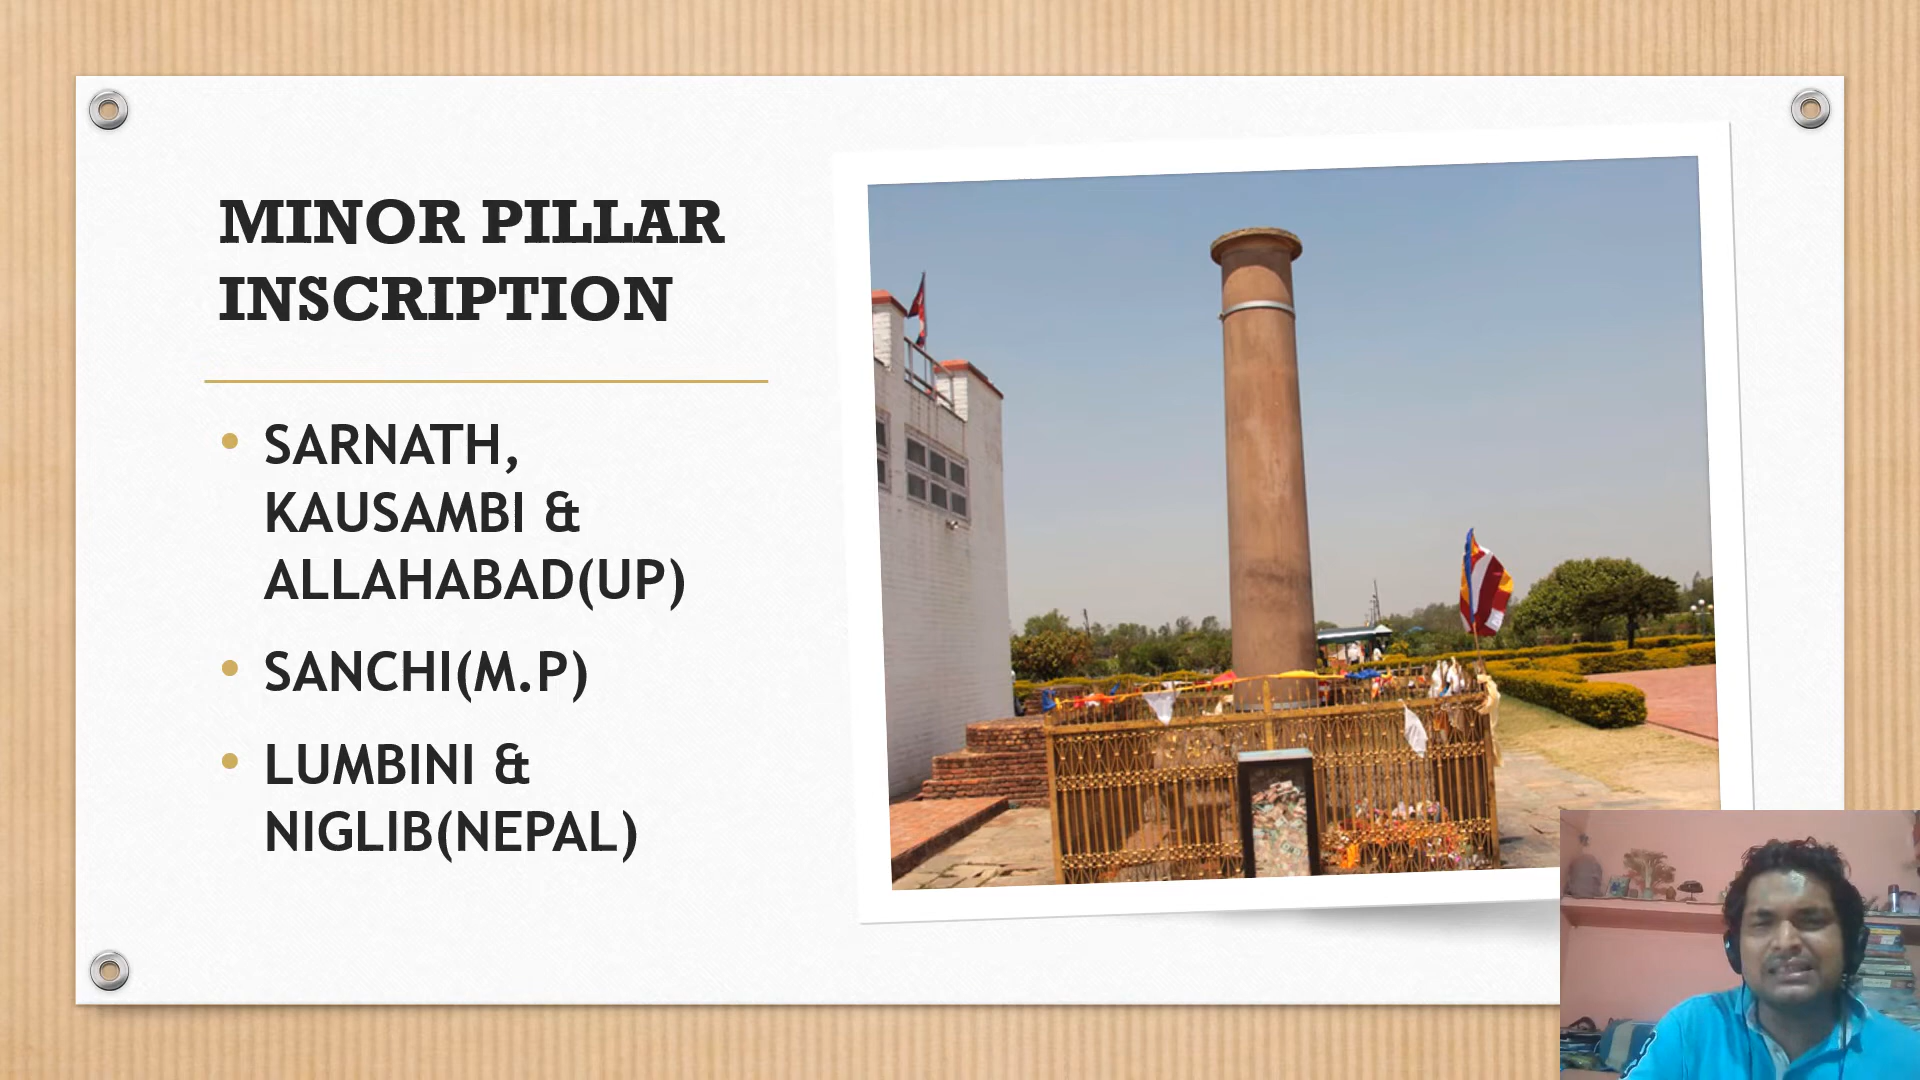 MINOR PILLAR
INSCRIPTION
• SARNATH,
KAUSAMBI &
ALLAHABAD(UP)
• SANCHI(M.P)
• LUMBINI &
NIGLIB(NEPAL)